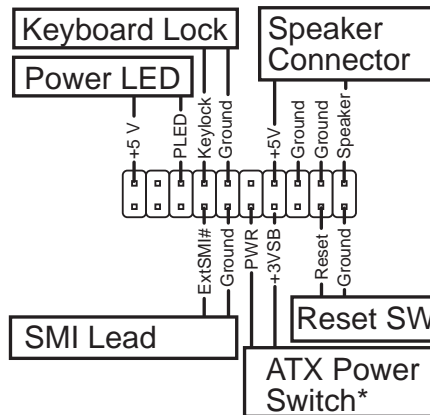 Keyboard Lock
Speaker
Connector
Power LED
+5 V
PLED
Keylock
Ground
+5V
Ground
Ground
Speaker
ExtSMI#
Ground
PWR
+3VSB
Reset
Ground
SMI Lead
Reset SW
ATX Power
Switch*